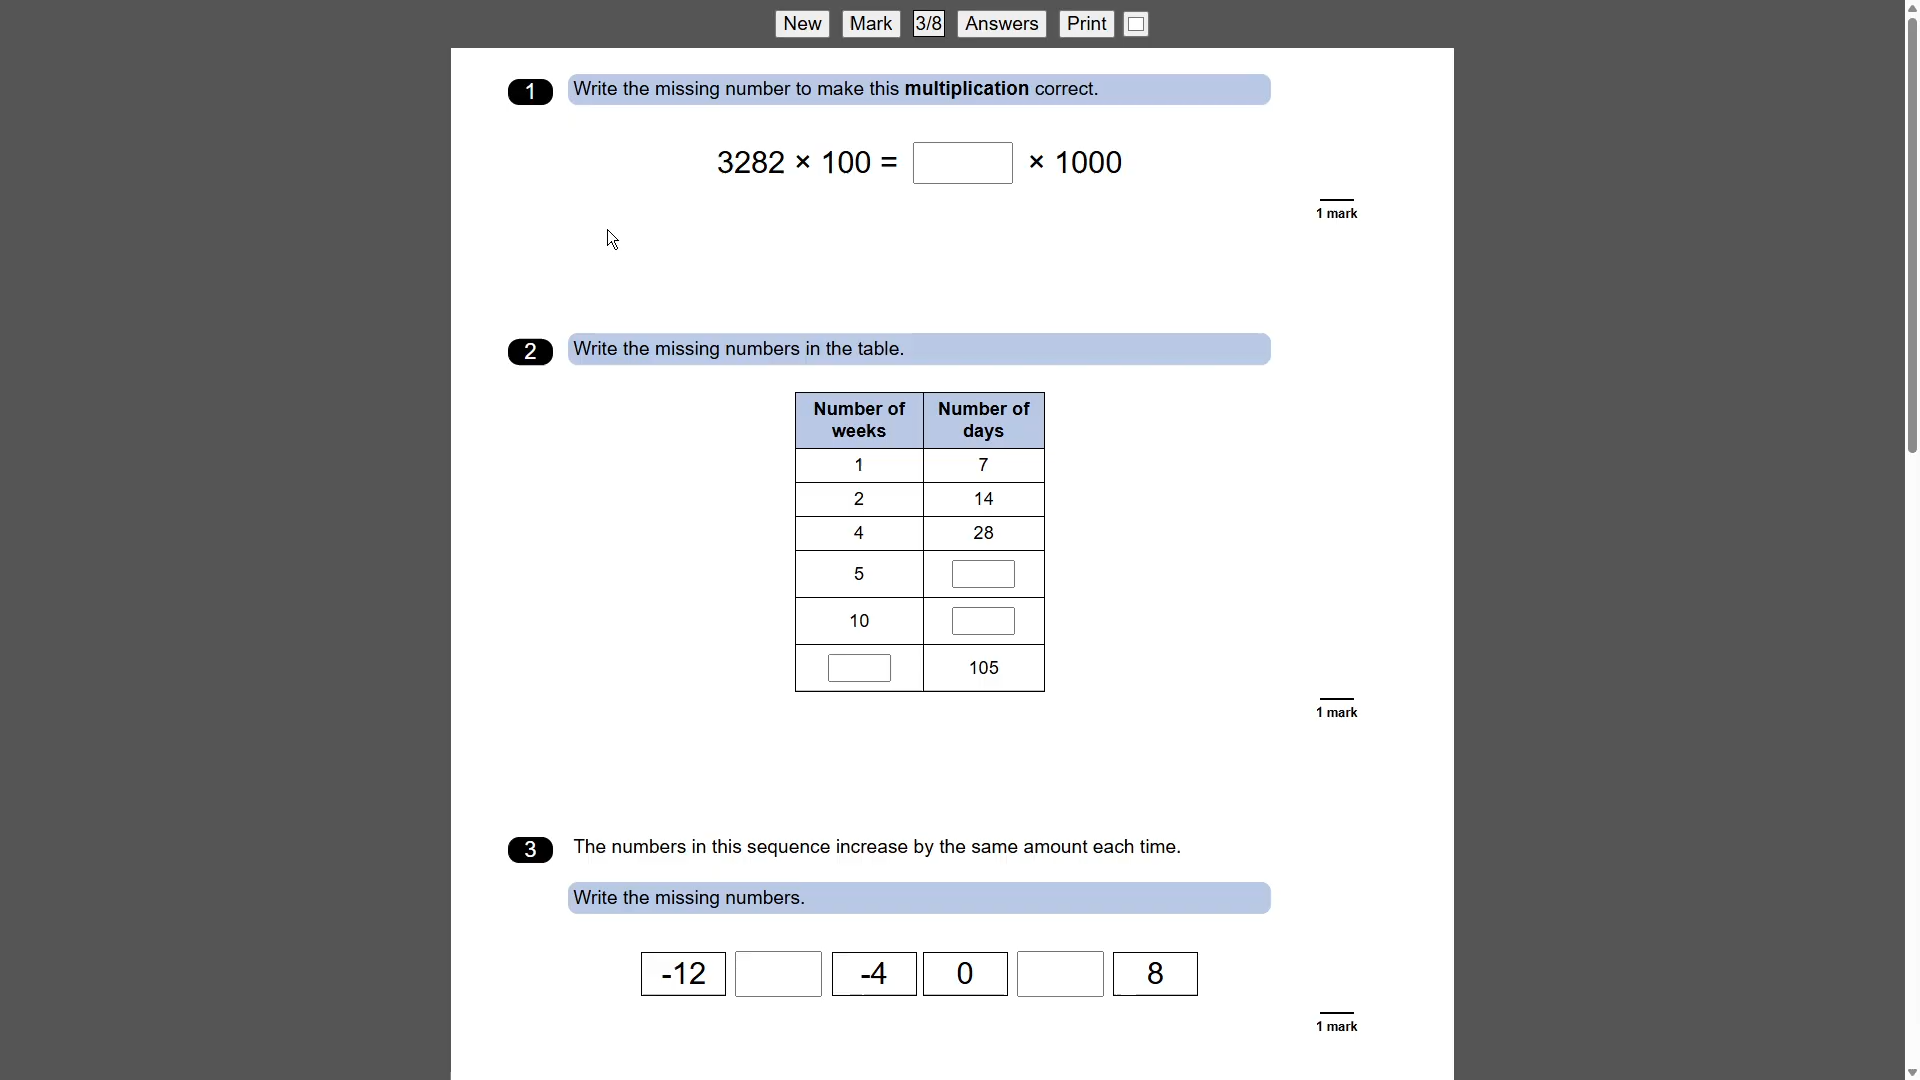 New Mark 3/8 Answers Print
1 Write the missing number to make this multiplication correct.
3282 × 100 = × 1000
1 mark
2 Write the missing numbers in the table.
Number of weeks Number of days
1 7
2 14
4 28
5
10
105
1 mark
3 The numbers in this sequence increase by the same amount each time.
Write the missing numbers.
-12 -4 0 8
1 mark